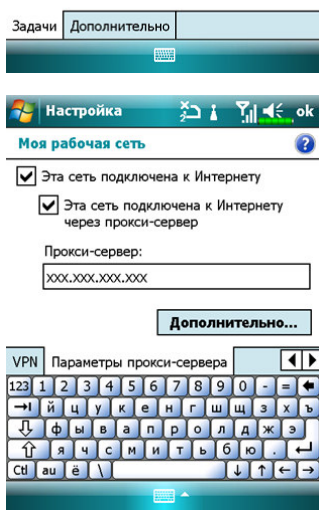 Задачи Дополнительно
Настройка ok
Моя рабочая сеть ?
Эта сеть подключена к Интернету
Эта сеть подключена к Интернету
через прокси-сервер
Прокси-сервер:
xxx.xxx.xxx.xxx
Дополнительно...
VPN Параметры прокси-сервера
123 1 2 3 4 5 6 7 8 9 0 - =
й ц у к е н г ш щ з х ъ
ф ы в а п р о л д ж э
я ч с м и т ь б ю .
Ctl au ё \